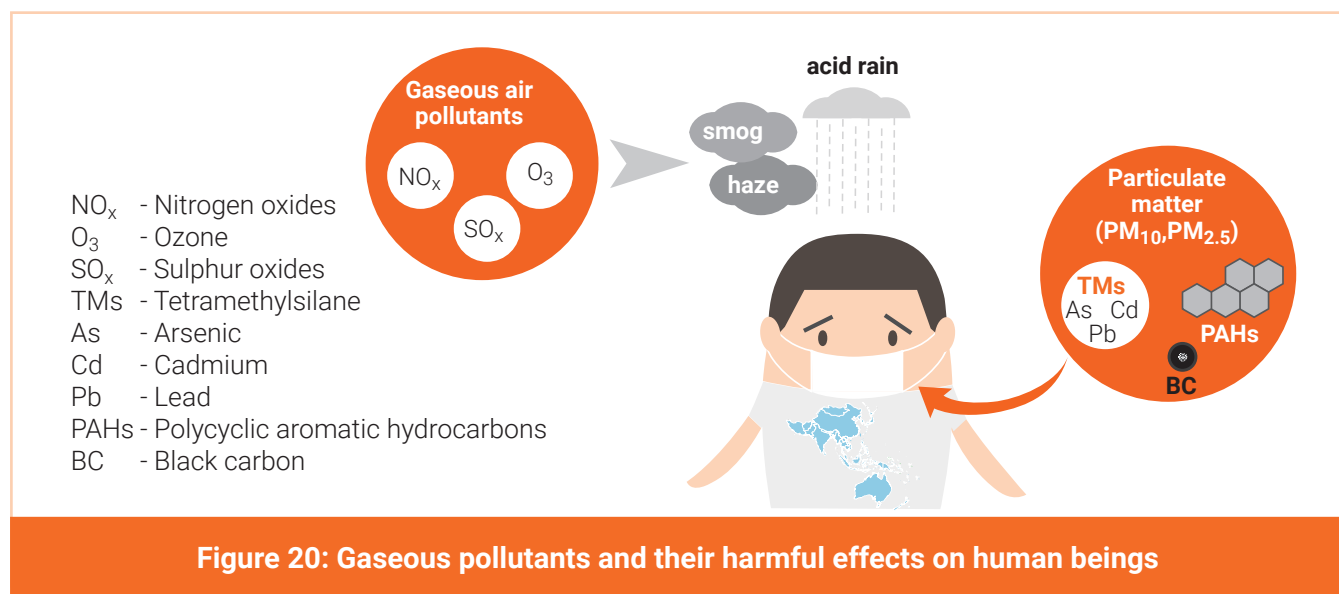 acid rain
Gaseous air
pollutants
NOx
O3
SOx
smog
haze
NOx - Nitrogen oxides
O3 - Ozone
SOx - Sulphur oxides
TMs - Tetramethylsilane
As - Arsenic
Cd - Cadmium
Pb - Lead
PAHs - Polycyclic aromatic hydrocarbons
BC - Black carbon
Particulate
matter
(PM10,PM2.5)
TMs
As Cd
Pb
PAHs
BC
Figure 20: Gaseous pollutants and their harmful effects on human beings